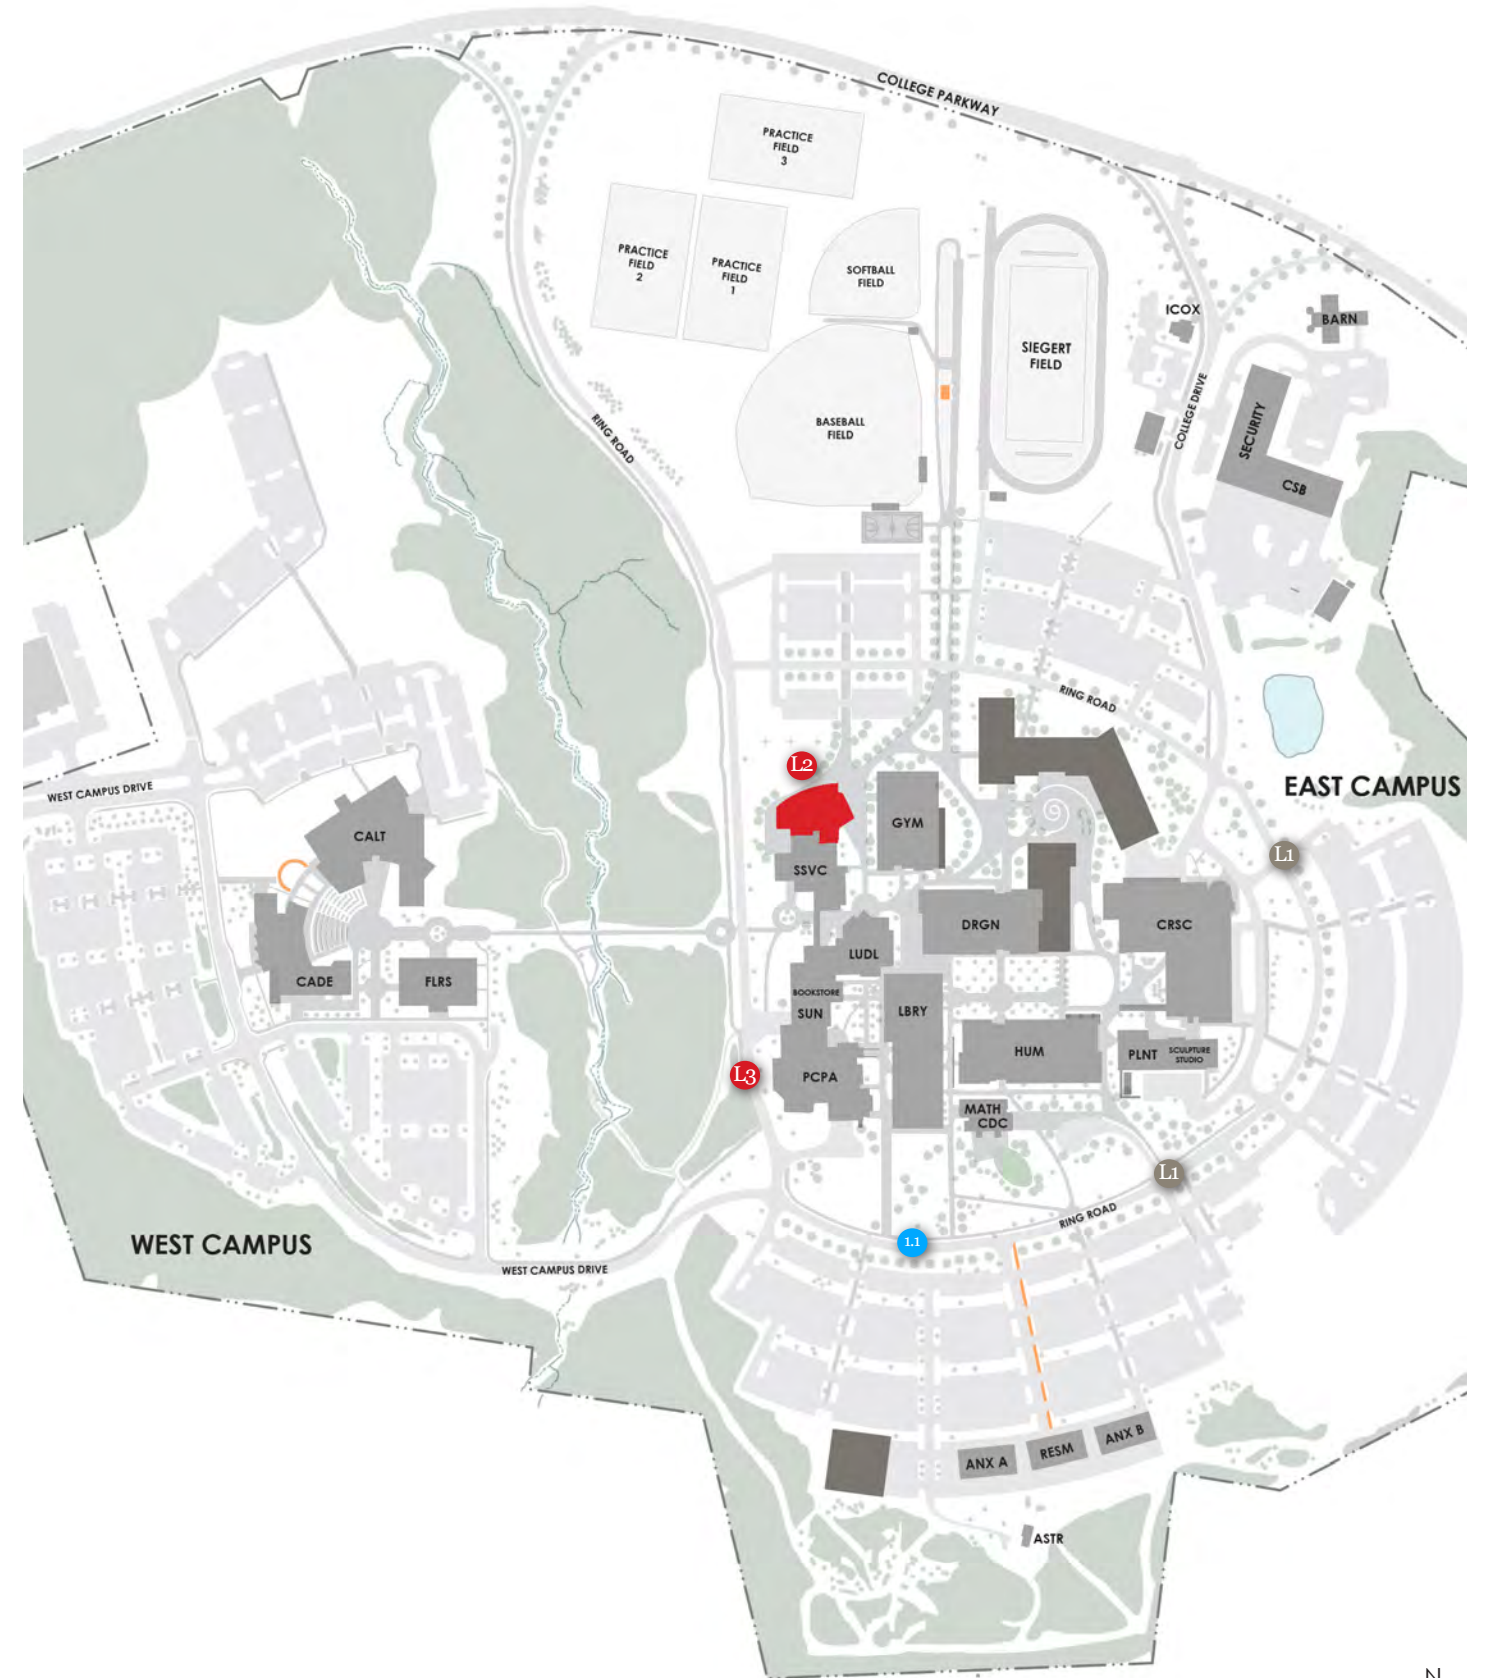 COLLEGE PARKWAY
PRACTICE
FIELD
3
PRACTICE
FIELD
2
PRACTICE
FIELD
1
SOFTBALL
FIELD
ICOX
BARN
SIEGERT
FIELD
COLLEGE DRIVE
RING ROAD
BASEBALL
FIELD
SECURITY
CSB
RING ROAD
L2
EAST CAMPUS
WEST CAMPUS DRIVE
CALT
GYM
L1
SSVC
DRGN
CRSC
LUDL
CADE
FLRS
BOOKSTORE
SUN
LBRY
HUM
PLNT
SCULPTURE
STUDIO
L3
PCPA
MATH
CDC
L1
RING ROAD
WEST CAMPUS
1.1
WEST CAMPUS DRIVE
ANX A
RESM
ANX B
ASTR
N